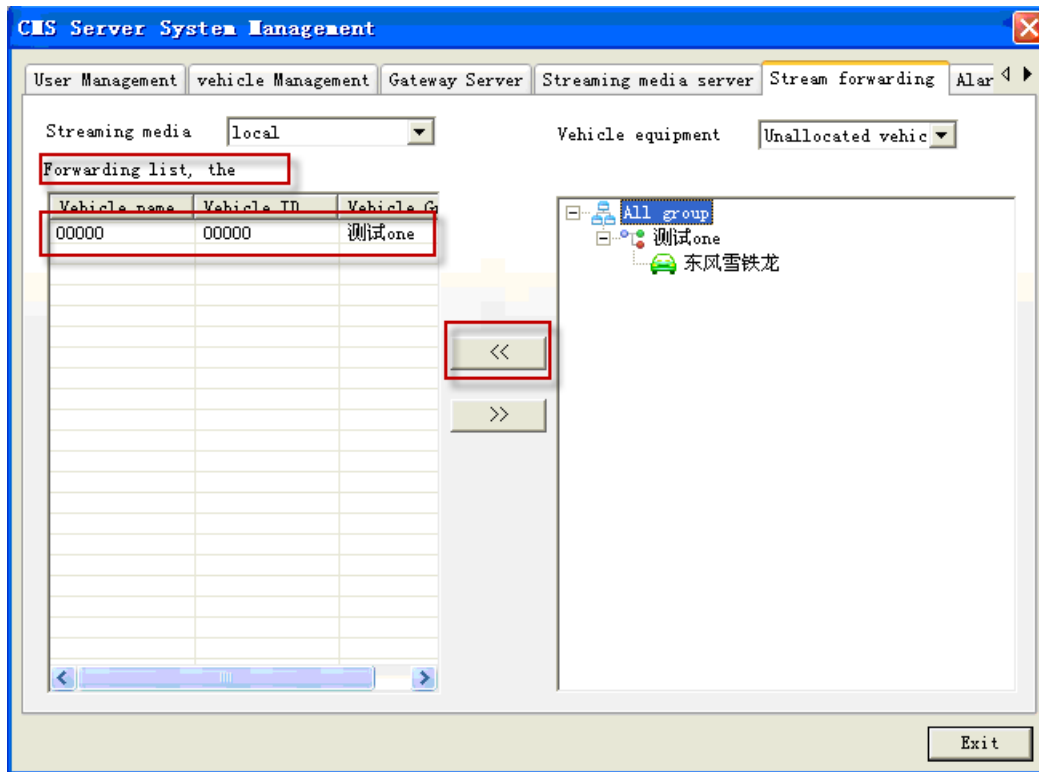 CMS Server System Management
User Management vehicle Management Gateway Server Streaming media server Stream forwarding Alar
Streaming media local Vehicle equipment Unallocated vehic
Forwarding list, the
Vehicle name Vehicle ID Vehicle G
00000 00000 测试one
All group
测试one
东风雪铁龙
<<
>>
Exit